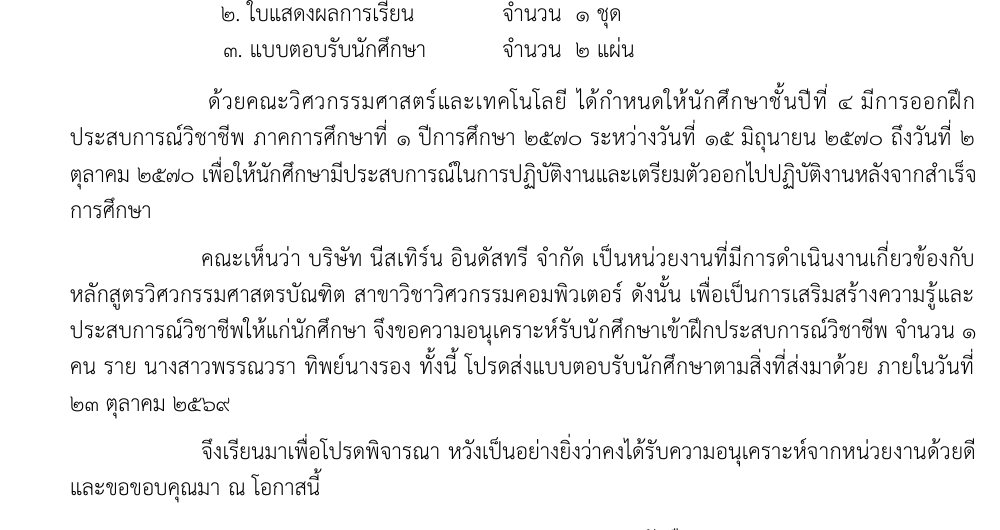 ๒. ใบแสดงผลการเรียน จำนวน ๑ ชุด
๓. แบบตอบรับนักศึกษา จำนวน ๒ แผ่น
ด้วยคณะวิศวกรรมศาสตร์และเทคโนโลยี ได้กำหนดให้นักศึกษาชั้นปีที่ ๔ มีการออกฝึก
ประสบการณ์วิชาชีพ ภาคการศึกษาที่ ๑ ปีการศึกษา ๒๕๗๐ ระหว่างวันที่ ๑๕ มิถุนายน ๒๕๗๐ ถึงวันที่ ๒
ตุลาคม ๒๕๗๐ เพื่อให้นักศึกษามีประสบการณ์ในการปฏิบัติงานและเตรียมตัวออกไปปฏิบัติงานหลังจากสำเร็จ
การศึกษา
คณะเห็นว่า บริษัท นีสเทิร์น อินดัสทรี จำกัด เป็นหน่วยงานที่มีการดำเนินงานเกี่ยวข้องกับ
หลักสูตรวิศวกรรมศาสตรบัณฑิต สาขาวิชาวิศวกรรมคอมพิวเตอร์ ดังนั้น เพื่อเป็นการเสริมสร้างความรู้และ
ประสบการณ์วิชาชีพให้แก่นักศึกษา จึงขอความอนุเคราะห์รับนักศึกษาเข้าฝึกประสบการณ์วิชาชีพ จำนวน ๑
คน ราย นางสาวพรรณวรา ทิพย์นางรอง ทั้งนี้ โปรดส่งแบบตอบรับนักศึกษาตามสิ่งที่ส่งมาด้วย ภายในวันที่
๒๓ ตุลาคม ๒๕๖๙
จึงเรียนมาเพื่อโปรดพิจารณา หวังเป็นอย่างยิ่งว่าคงได้รับความอนุเคราะห์จากหน่วยงานด้วยดี
และขอขอบคุณมา ณ โอกาสนี้